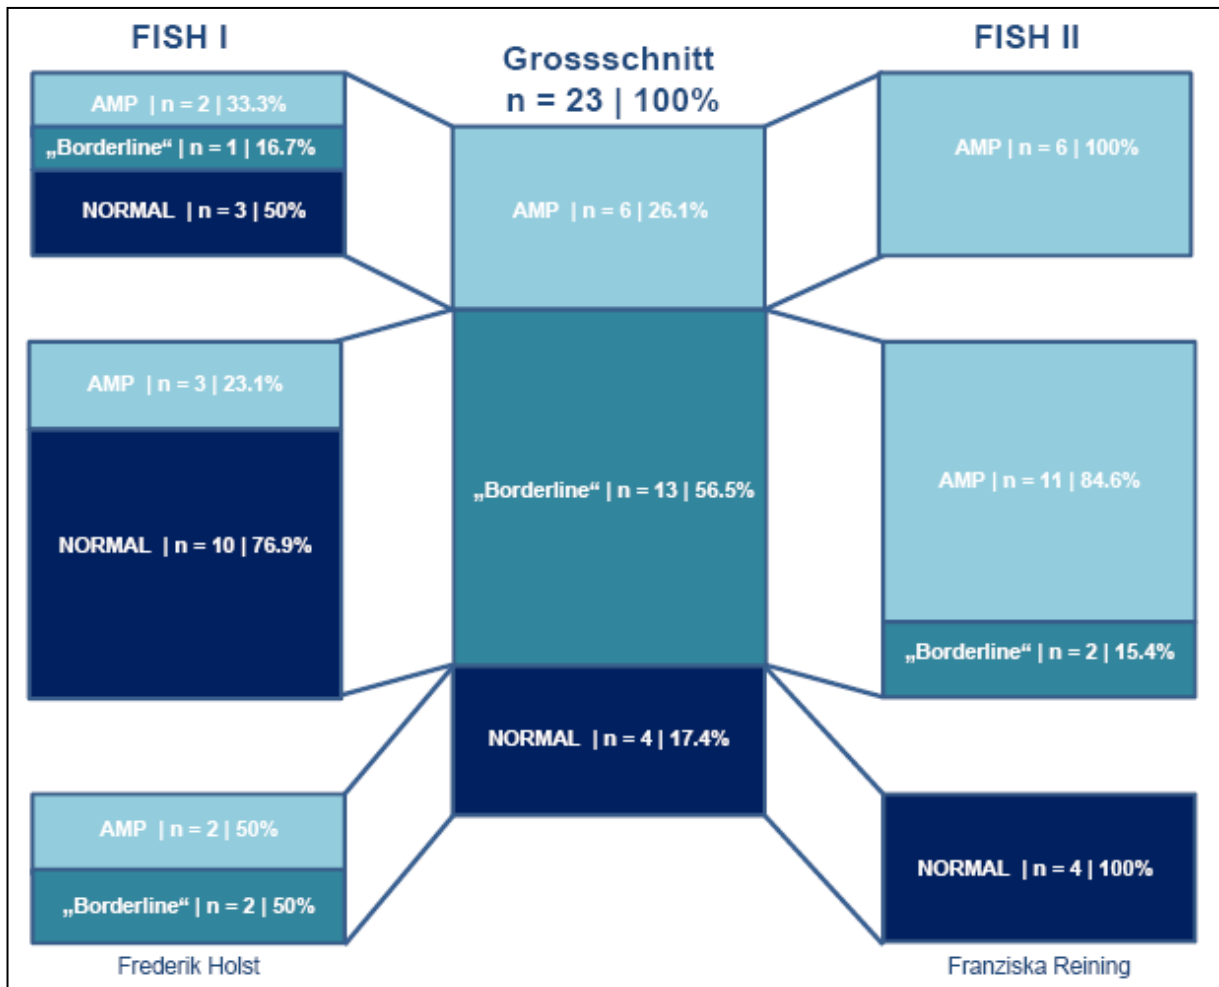 FISH I
AMP | n = 2 | 33.3%
„Borderline“ | n = 1 | 16.7%
NORMAL | n = 3 | 50%
AMP | n = 3 | 23.1%
NORMAL | n = 10 | 76.9%
AMP | n = 2 | 50%
„Borderline“ | n = 2 | 50%
Frederik Holst
Grossschnitt
n = 23 | 100%
AMP | n = 6 | 26.1%
„Borderline“ | n = 13 | 56.5%
NORMAL | n = 4 | 17.4%
FISH II
AMP | n = 6 | 100%
AMP | n = 11 | 84.6%
„Borderline“ | n = 2 | 15.4%
NORMAL | n = 4 | 100%
Franziska Reining